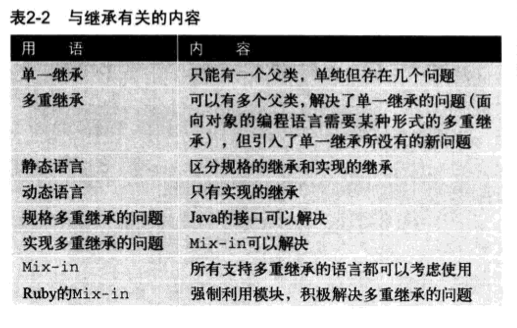 表2-2 与继承有关的内容
用 语 内 容
单一继承 只能有一个父类，单纯但存在几个问题
多重继承 可以有多个父类，解决了单一继承的问题（面
向对象的编程语言需要某种形式的多重继
承），但引入了单一继承所没有的新问题
静态语言 区分规格的继承和实现的继承
动态语言 只有实现的继承
规格多重继承的问题 Java的接口可以解决
实现多重继承的问题 Mix-in可以解决
Mix-in 所有支持多重继承的语言都可以考虑使用
Ruby的Mix-in 强制利用模块，积极解决多重继承的问题